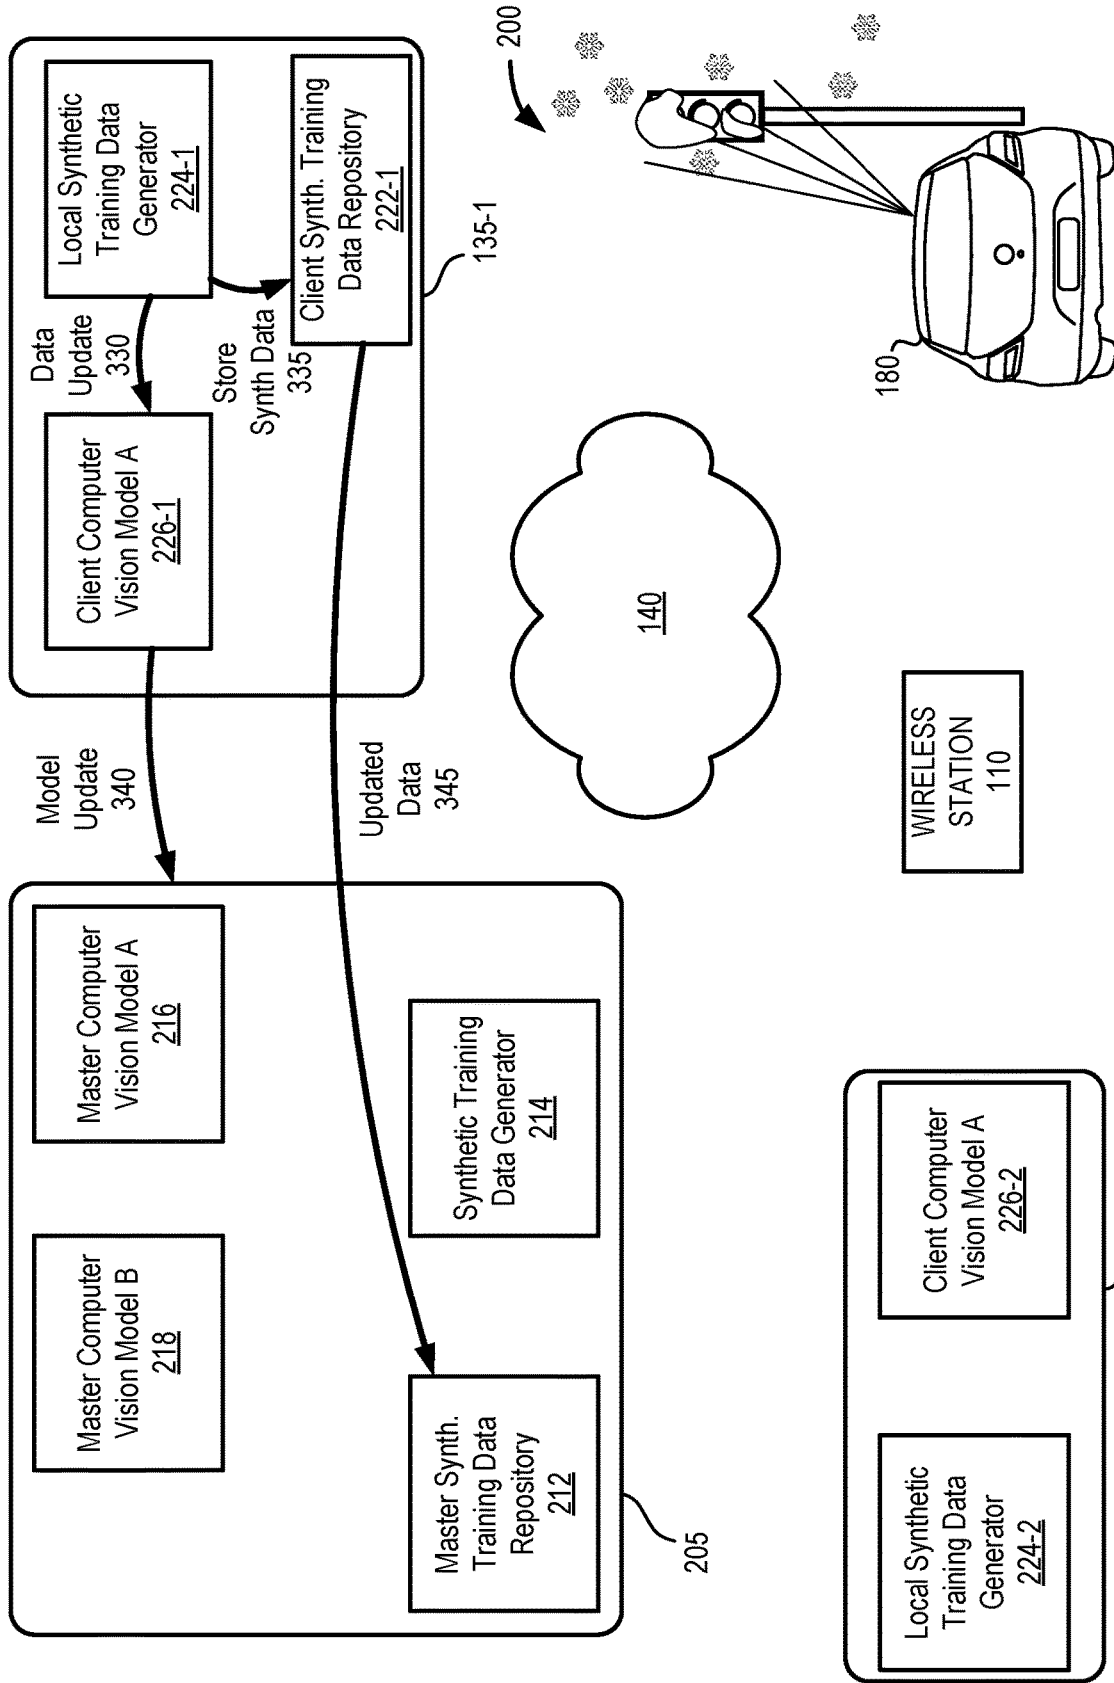 Master Computer
Vision Model B
218
Master Computer
Vision Model A
216
Master Synth.
Training Data
Repository
212
Synthetic Training
Data Generator
214
205
Model
Update
340
Updated
Data
345
Client Computer
Vision Model A
226-1
Data
Update
330
Local Synthetic
Training Data
Generator
224-1
Store
Synth Data
335
Client Synth. Training
Data Repository
222-1
135-1
200
140
180
WIRELESS
STATION
110
Local Synthetic
Training Data
Generator
224-2
Client Computer
Vision Model A
226-2